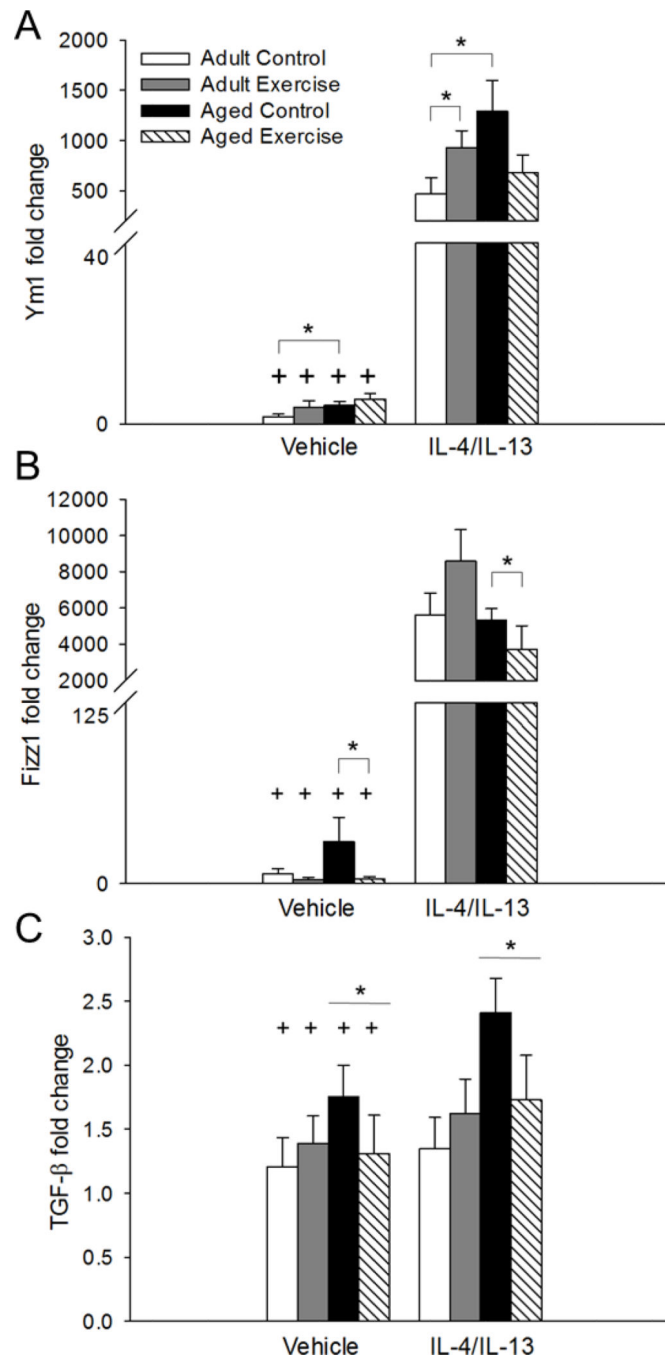 A
2000
1500
1000
500
40
0
Ym1 fold change
Adult Control
Adult Exercise
Aged Control
Aged Exercise
*
*
*
+ + + +
Vehicle IL-4/IL-13
B
12000
10000
8000
6000
4000
2000
125
0
Fizz1 fold change
*
*
+ + + +
Vehicle IL-4/IL-13
C
3.0
2.5
2.0
1.5
1.0
0.5
0.0
TGF-β fold change
*
*
+ + + +
Vehicle IL-4/IL-13